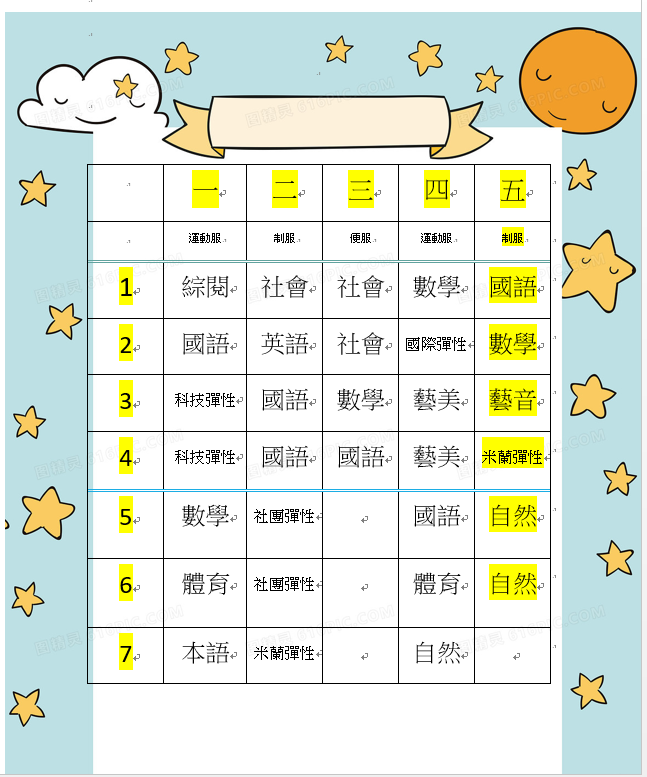 一 二 三 四 五
運動服 制服 便服 運動服 制服
1 綜閱 社會 社會 數學 國語
2 國語 英語 社會 國際彈性 數學
3 科技彈性 國語 數學 藝美 藝音
4 科技彈性 國語 國語 藝美 米蘭彈性
5 數學 社團彈性 國語 自然
6 體育 社團彈性 體育 自然
7 本語 米蘭彈性 自然